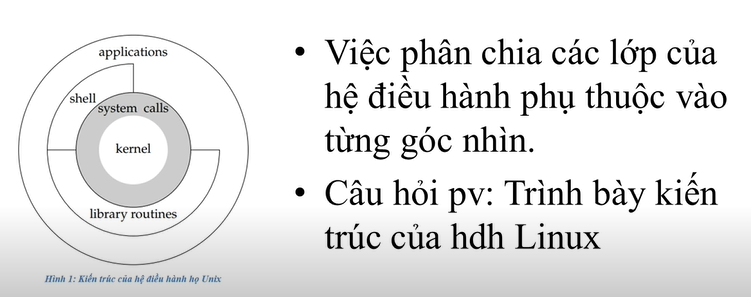 applications
shell
system calls
kernel
library routines
Hình 1: Kiến trúc của hệ điều hành họ Unix
• Việc phân chia các lớp của
hệ điều hành phụ thuộc vào
từng góc nhìn.
• Câu hỏi pv: Trình bày kiến
trúc của hdh Linux